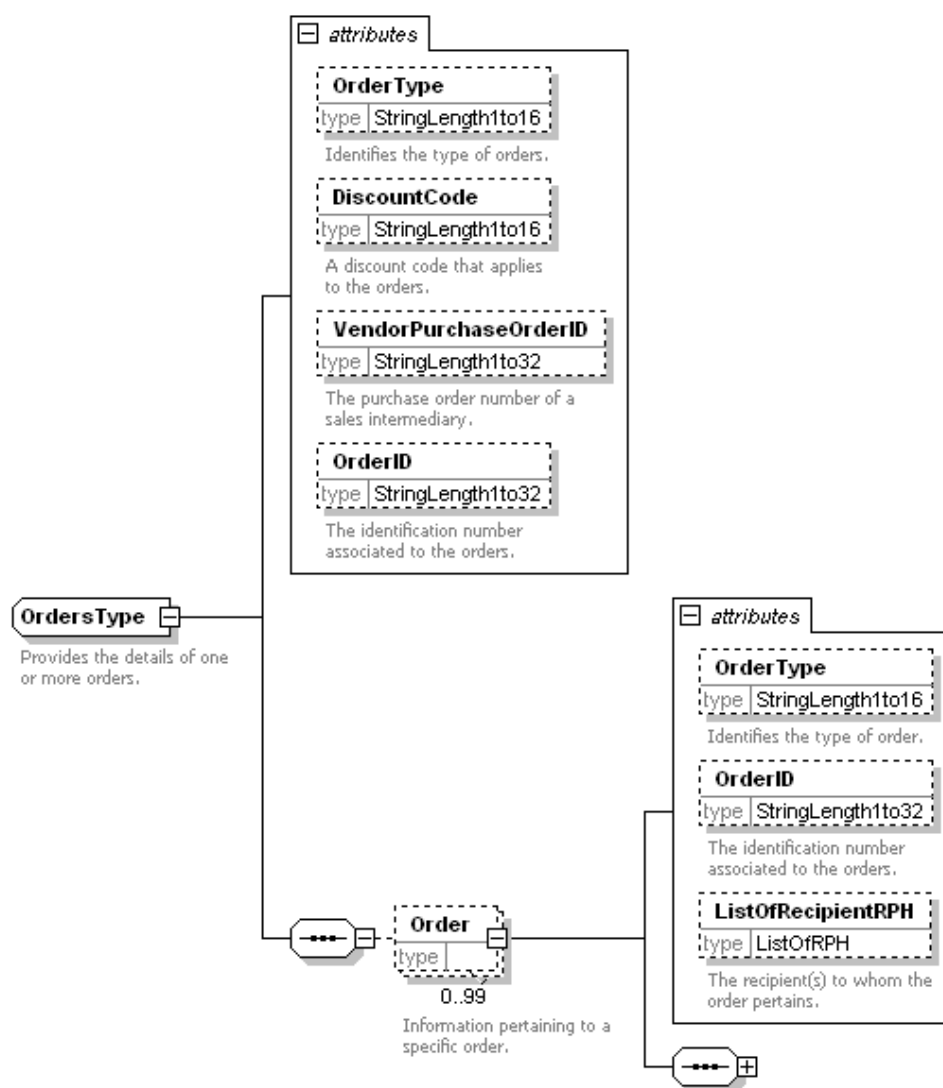 attributes
OrderType
type StringLength1to16
Identifies the type of orders.
DiscountCode
type StringLength1to16
A discount code that applies
to the orders.
VendorPurchaseOrderID
type StringLength1to32
The purchase order number of a
sales intermediary.
OrderID
type StringLength1to32
The identification number
associated to the orders.
OrdersType
Provides the details of one
or more orders.
attributes
OrderType
type StringLength1to16
Identifies the type of order.
OrderID
type StringLength1to32
The identification number
associated to the orders.
ListOfRecipientRPH
type ListOfRPH
The recipient(s) to whom the
order pertains.
Order
type
0..99
Information pertaining to a
specific order.